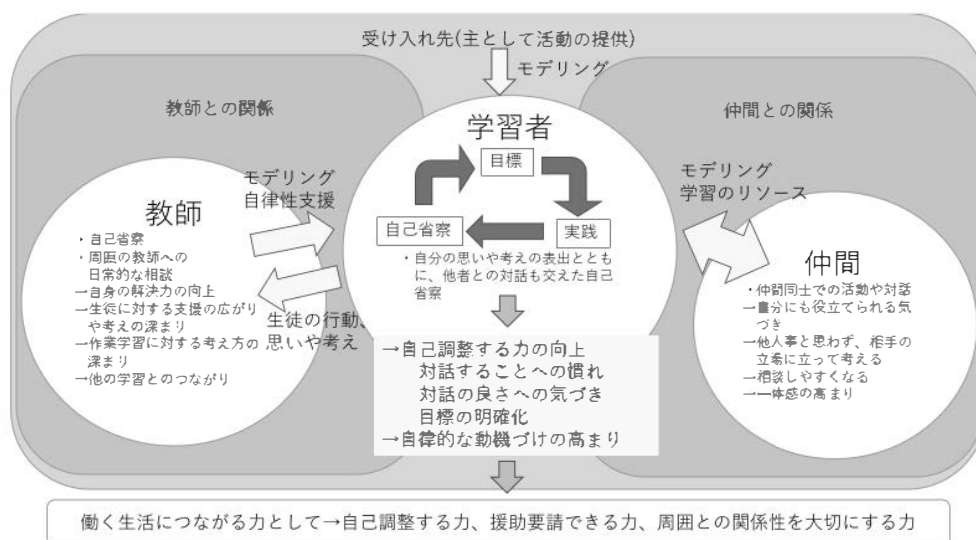 受け入れ先(主として活動の提供)
モデリング
教師との関係
仲間との関係
学習者
目標
実践
自己省察
・自分の思いや考えの表出ととも
に、他者との対話も交えた自己
省察
モデリング
自律性支援
教師
・自己省察
・周囲の教師への
日常的な相談
→自身の解決力の向上
→生徒に対する支援の広がり
や考えの深まり
→作業学習に対する考え方の
深まり
→他の学習とのつながり
生徒の行動、
思いや考え
モデリング
学習のリソース
仲間
・仲間同士での活動や対話
→自分にも役立てられる気
づき
→他人事と思わず、相手の
立場に立って考える
→相談しやすくなる
→一体感の高まり
→自己調整する力の向上
対話することへの慣れ
対話の良さへの気づき
目標の明確化
→自律的な動機づけの高まり
働く生活につながる力として→自己調整する力、援助要請できる力、周囲との関係性を大切にする力